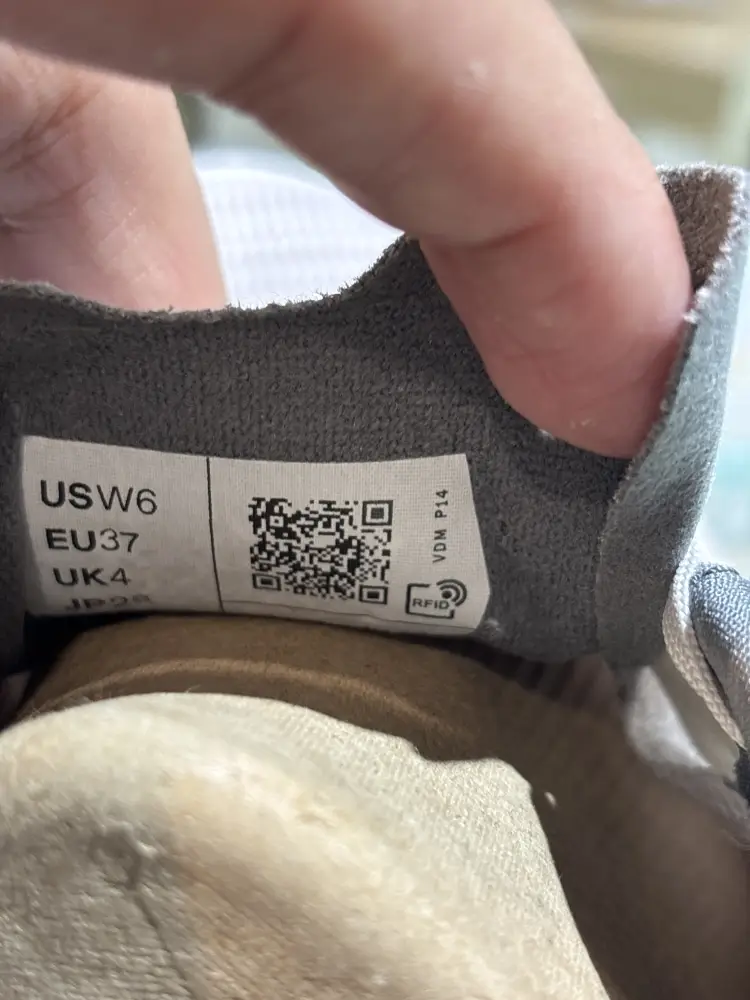 USW6
EU37
UK4
VDM P14
RFID